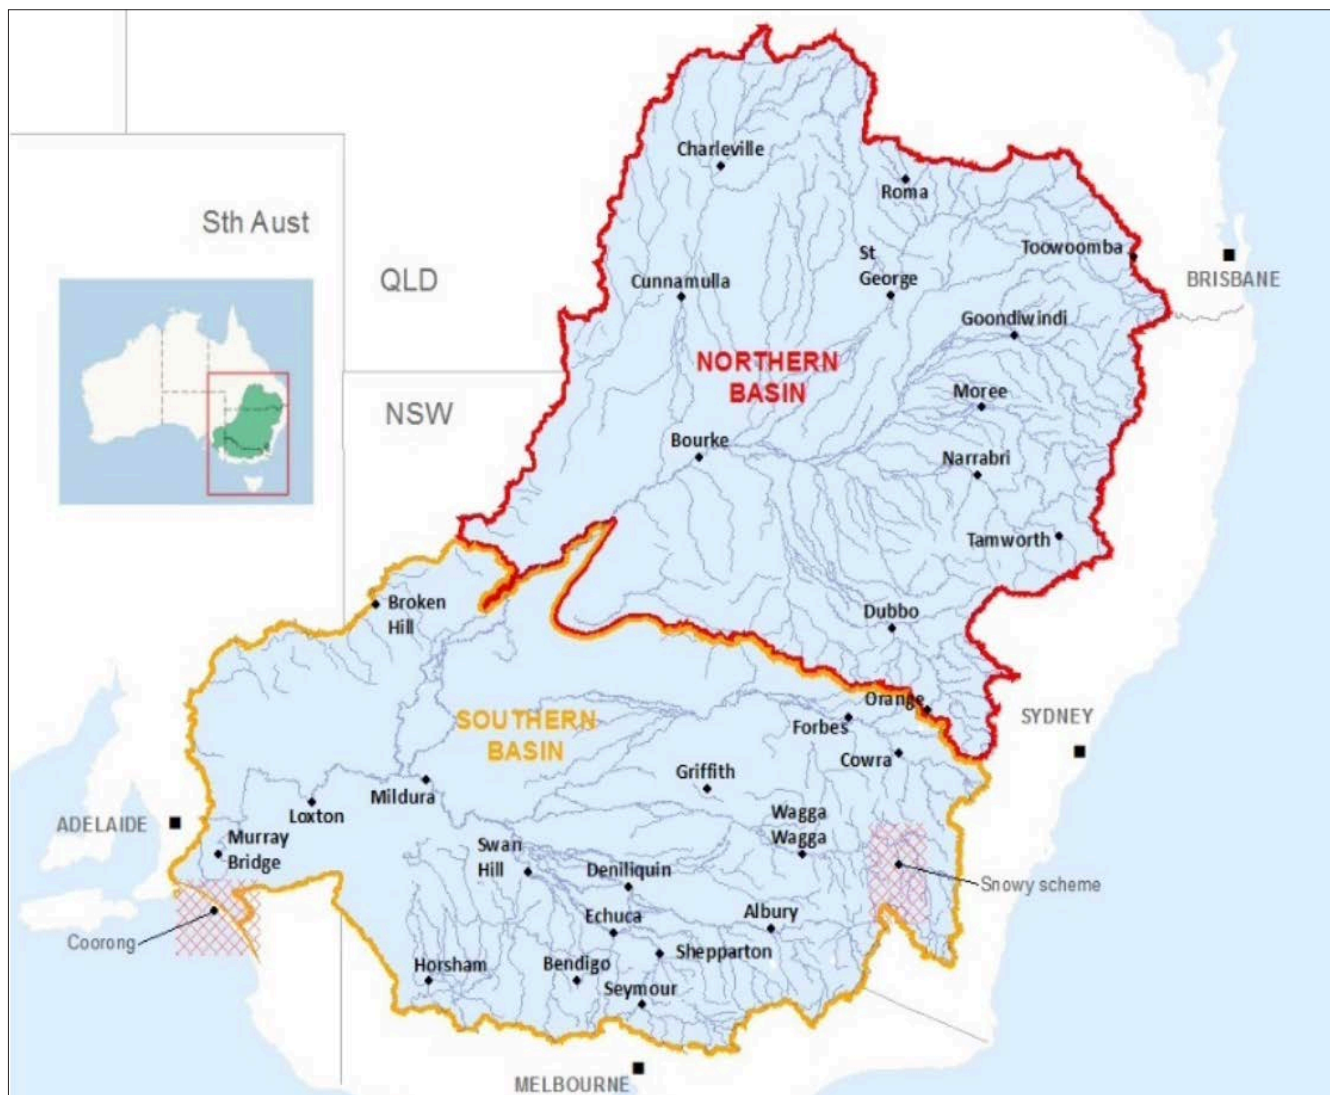 Charleville
Roma
Sth Aust
St
George
Toowoomba
QLD
Cunnamulla
BRISBANE
Goondiwindi
NORTHERN
BASIN
Moree
NSW
Bourke
Narrabri
Tamworth
Broken
Hill
Dubbo
Orange
SOUTHERN
BASIN
Forbes
SYDNEY
Cowra
Griffith
Mildura
Loxton
Wagga
Wagga
ADELAIDE
Murray
Bridge
Swan
Hill
Deniliquin
Snowy scheme
Echuca
Albury
Coorong
Shepparton
Horsham
Bendigo
Seymour
MELBOURNE